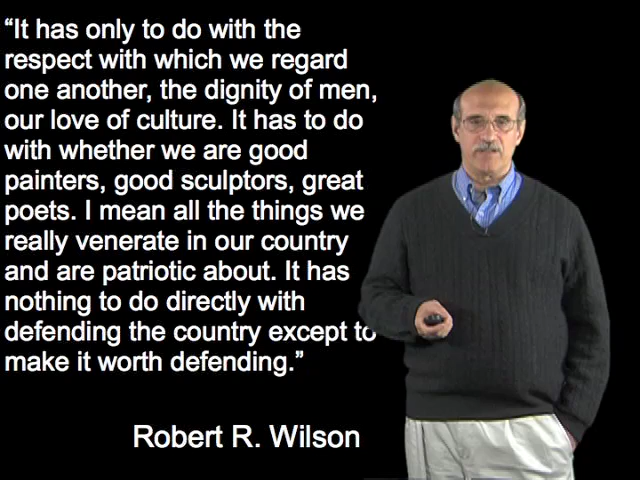 “It has only to do with the
respect with which we regard
one another, the dignity of men,
our love of culture. It has to do
with whether we are good
painters, good sculptors, great
poets. I mean all the things we
really venerate in our country
and are patriotic about. It has
nothing to do directly with
defending the country except to
make it worth defending.”
Robert R. Wilson